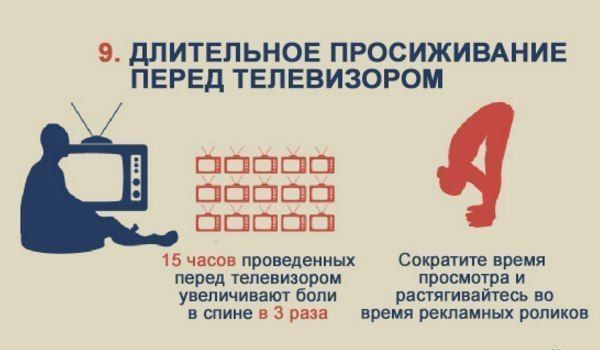 9. ДЛИТЕЛЬНОЕ ПРОСИЖИВАНИЕ
ПЕРЕД ТЕЛЕВИЗОРОМ
15 часов проведенных
перед телевизором
увеличивают боли
в спине в 3 раза
Сократите время
просмотра и
растягивайтесь во
время рекламных роликов